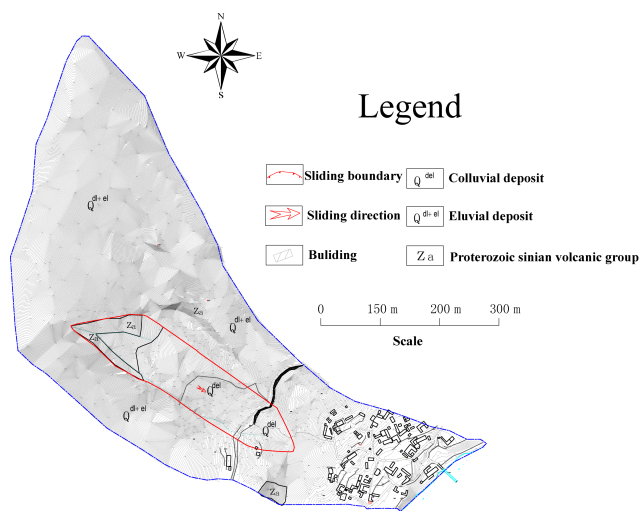 N
W E
S
Legend
Sliding boundary
Q del Colluvial deposit
Sliding direction
Q dl+el Eluvial deposit
Buliding
Za Proterozoic sinian volcanic group
0 150 m 300 m
Scale
Q dl+el
Za
Q dl+el
Za
Za
Q del
Q dl+el
Q del
Za